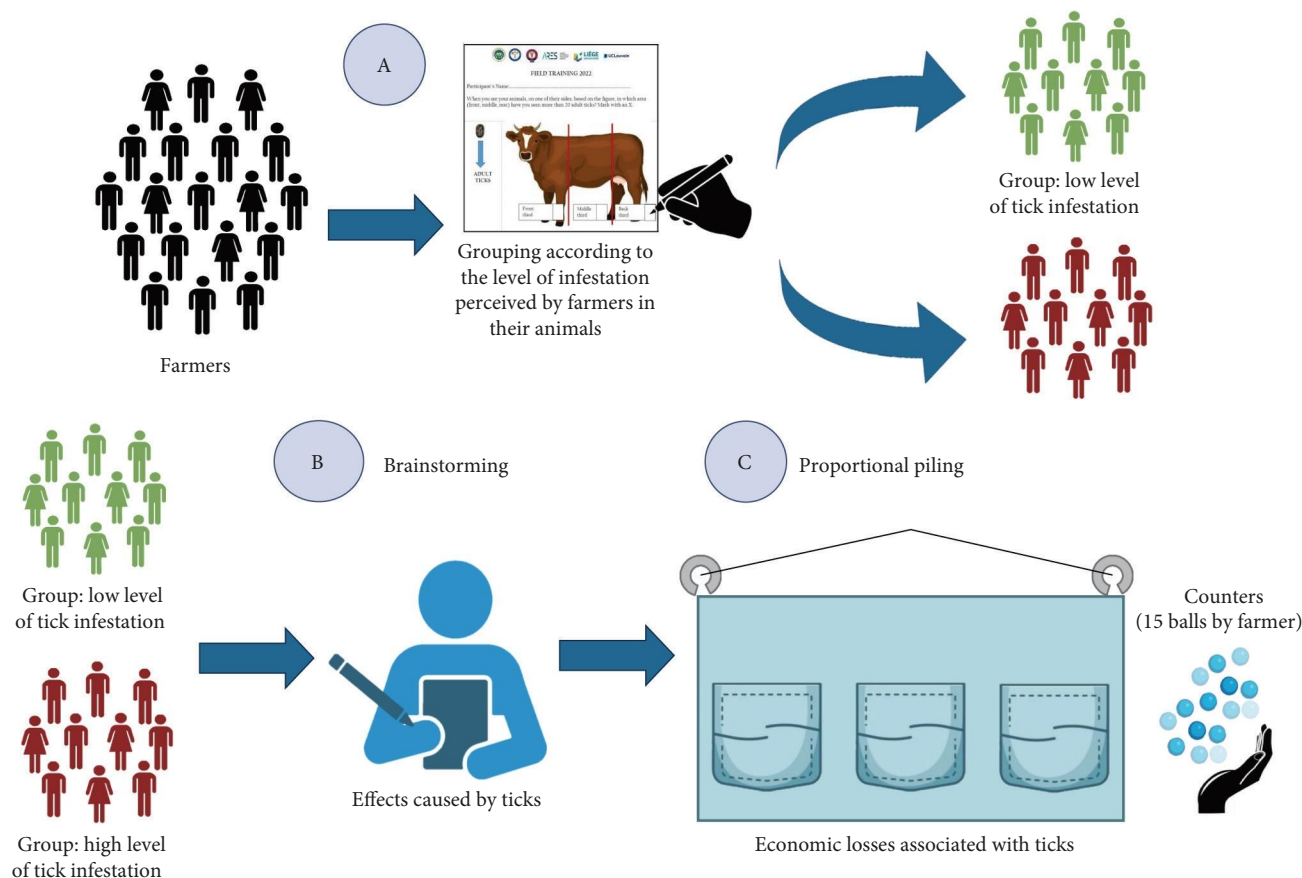 A
ARES
LIÈGE
UCLouvain
FIELD TRAINING 2022
Participant's Name
When you see your animals, on one of their sides, based on the figure, in which area
(front, middle, rear) have you seen more than 10 adult ticks? Mark with an X.
ADULT
TICKS
Front
third
Middle
third
Back
third
Farmers
Grouping according to
the level of infestation
perceived by farmers in
their animals
Group: low level
of tick infestation
B
Brainstorming
C
Proportional piling
Group: low level
of tick infestation
Group: high level
of tick infestation
Effects caused by ticks
Counters
(15 balls by farmer)
Economic losses associated with ticks